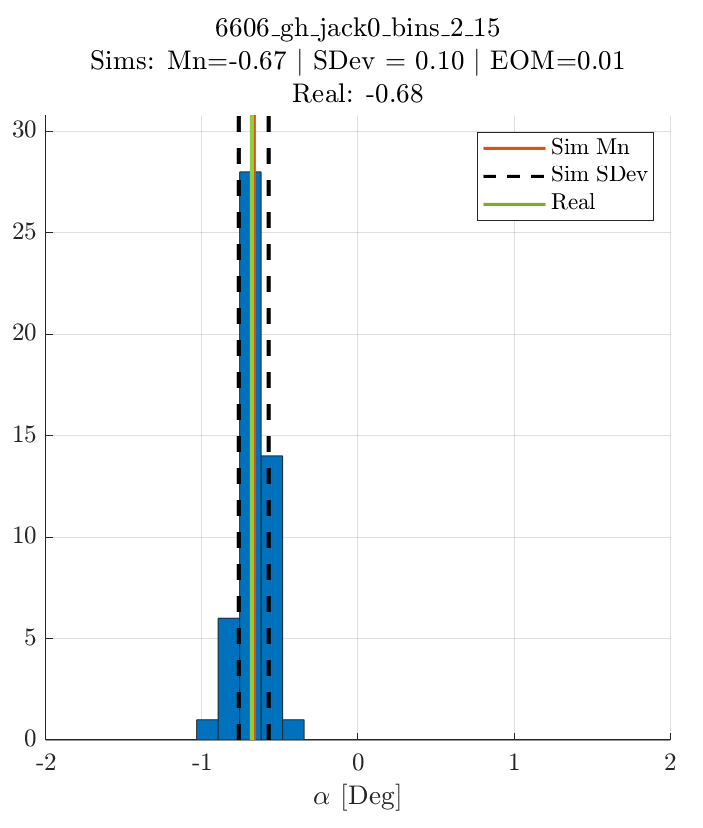 6606_gh_jack0_bins_2_15
Sims: Mn=-0.67 | SDev = 0.10 | EOM=0.01
Real: -0.68
30
25
20
15
10
5
0
Sim Mn
Sim SDev
Real
-2
-1
0
1
2
α [Deg]